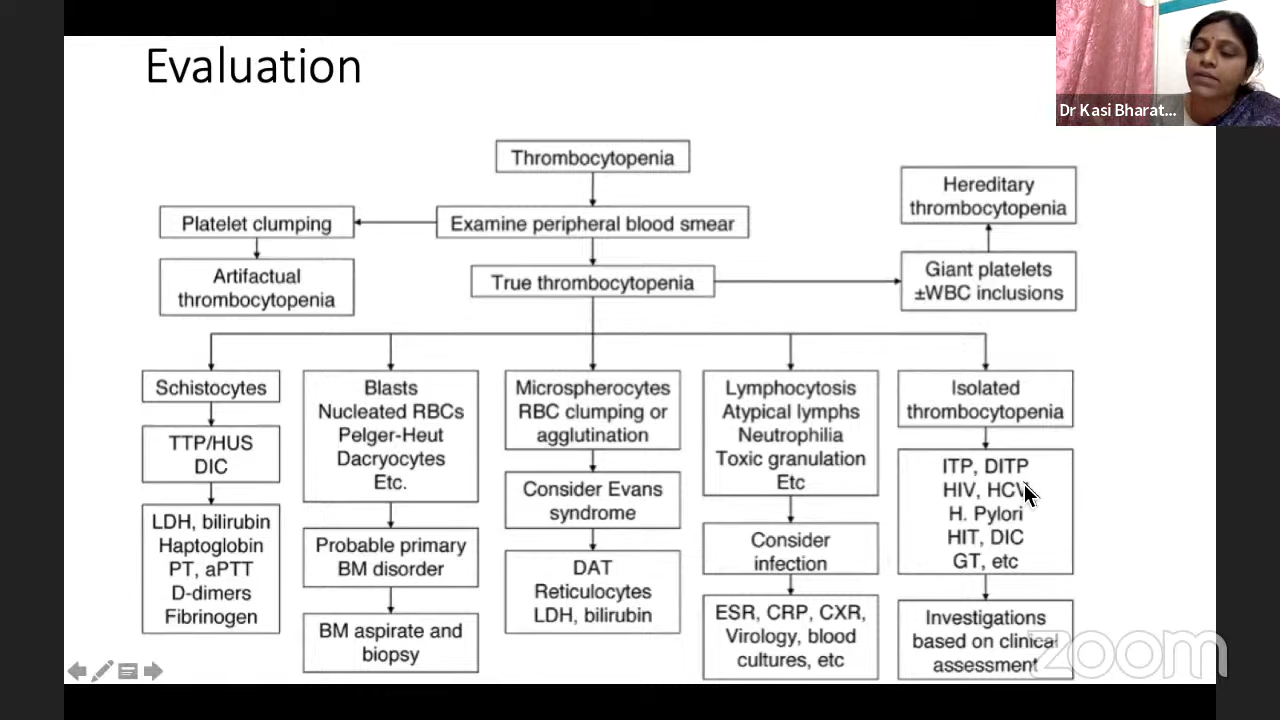 Evaluation
Dr Kasi Bharat...
Thrombocytopenia
Hereditary
thrombocytopenia
Platelet clumping
Examine peripheral blood smear
Artifactual
thrombocytopenia
True thrombocytopenia
Giant platelets
±WBC inclusions
Schistocytes
TTP/HUS
DIC
LDH, bilirubin
Haptoglobin
PT, aPTT
D-dimers
Fibrinogen
Blasts
Nucleated RBCs
Pelger-Heut
Dacryocytes
Etc.
Probable primary
BM disorder
BM aspirate and
biopsy
Microspherocytes
RBC clumping or
agglutination
Consider Evans
syndrome
DAT
Reticulocytes
LDH, bilirubin
Lymphocytosis
Atypical lymphs
Neutrophilia
Toxic granulation
Etc
Consider
infection
ESR, CRP, CXR,
Virology, blood
cultures, etc
Isolated
thrombocytopenia
ITP, DITP
HIV, HCV
H. Pylori
HIT, DIC
GT, etc
Investigations
based on clinical
assessment
zoom